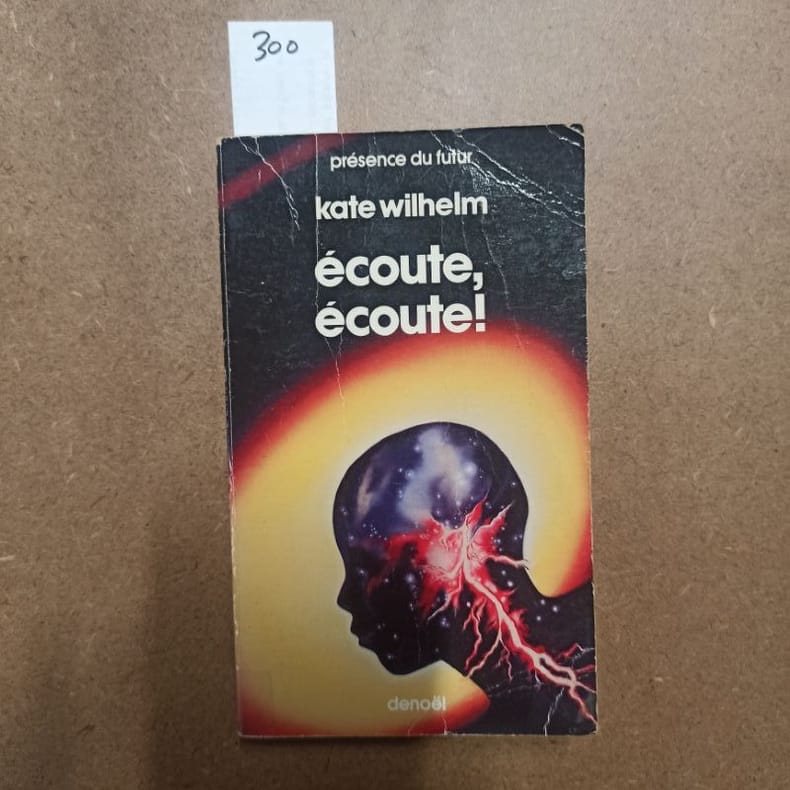 300
présence du futur
kate wilhelm
écoute,
écoute!
denoël